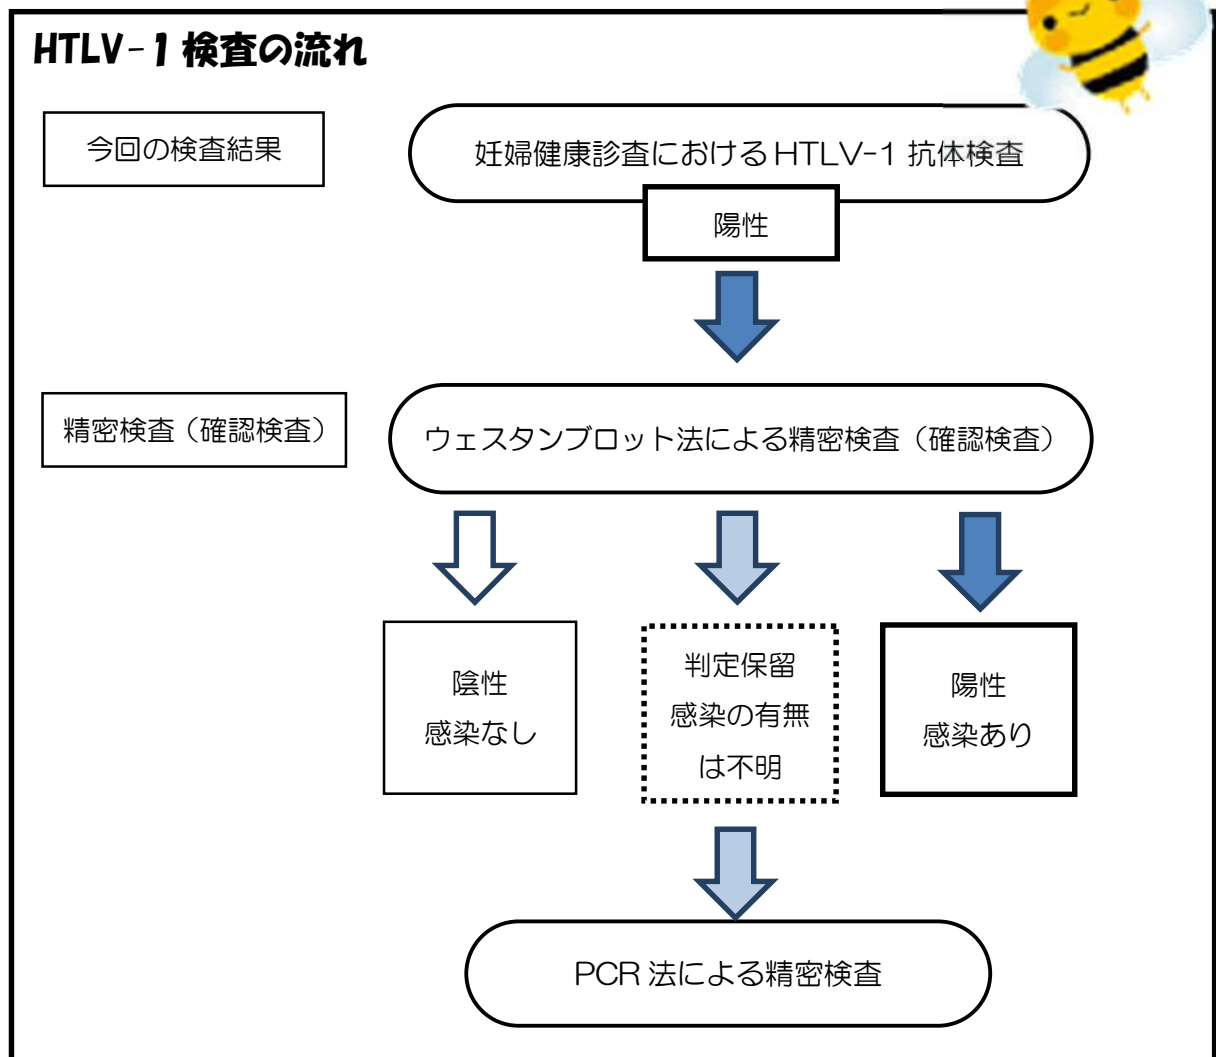 HTLV-1 検査の流れ
今回の検査結果
妊婦健康診査におけるHTLV-1 抗体検査
陽性
精密検査（確認検査）
ウェスタンブロット法による精密検査（確認検査）
陰性
感染なし
判定保留
感染の有無
は不明
陽性
感染あり
PCR 法による精密検査